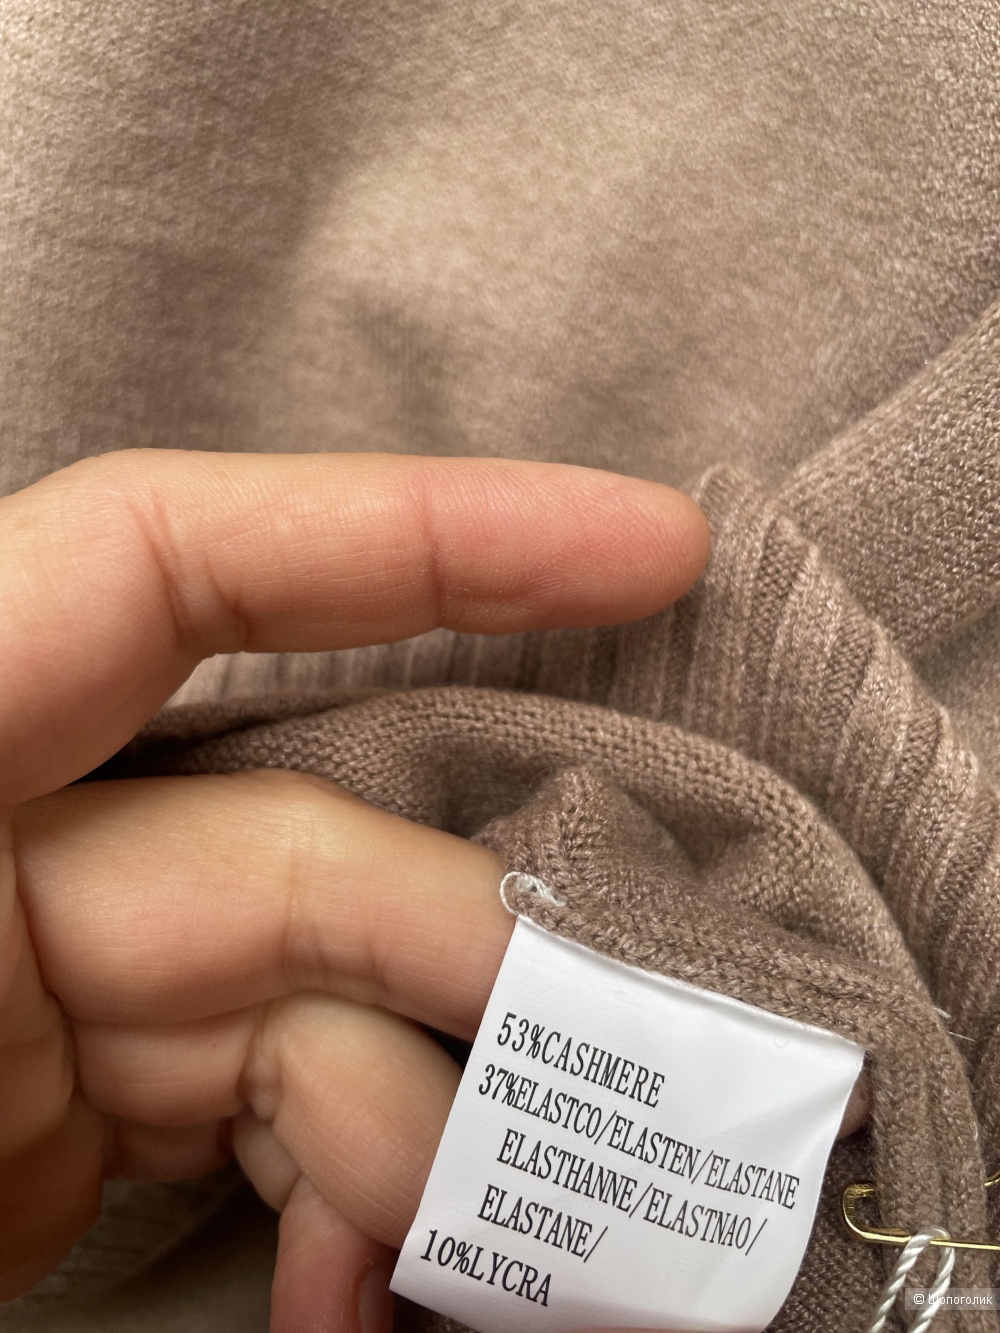 53%CASHMERE
37%ELASTCO/ELASTEN/ELASTANE
ELASTHANNE/ELASTNAO/
ELASTANE/
10%LYCRA
© Шопоголик